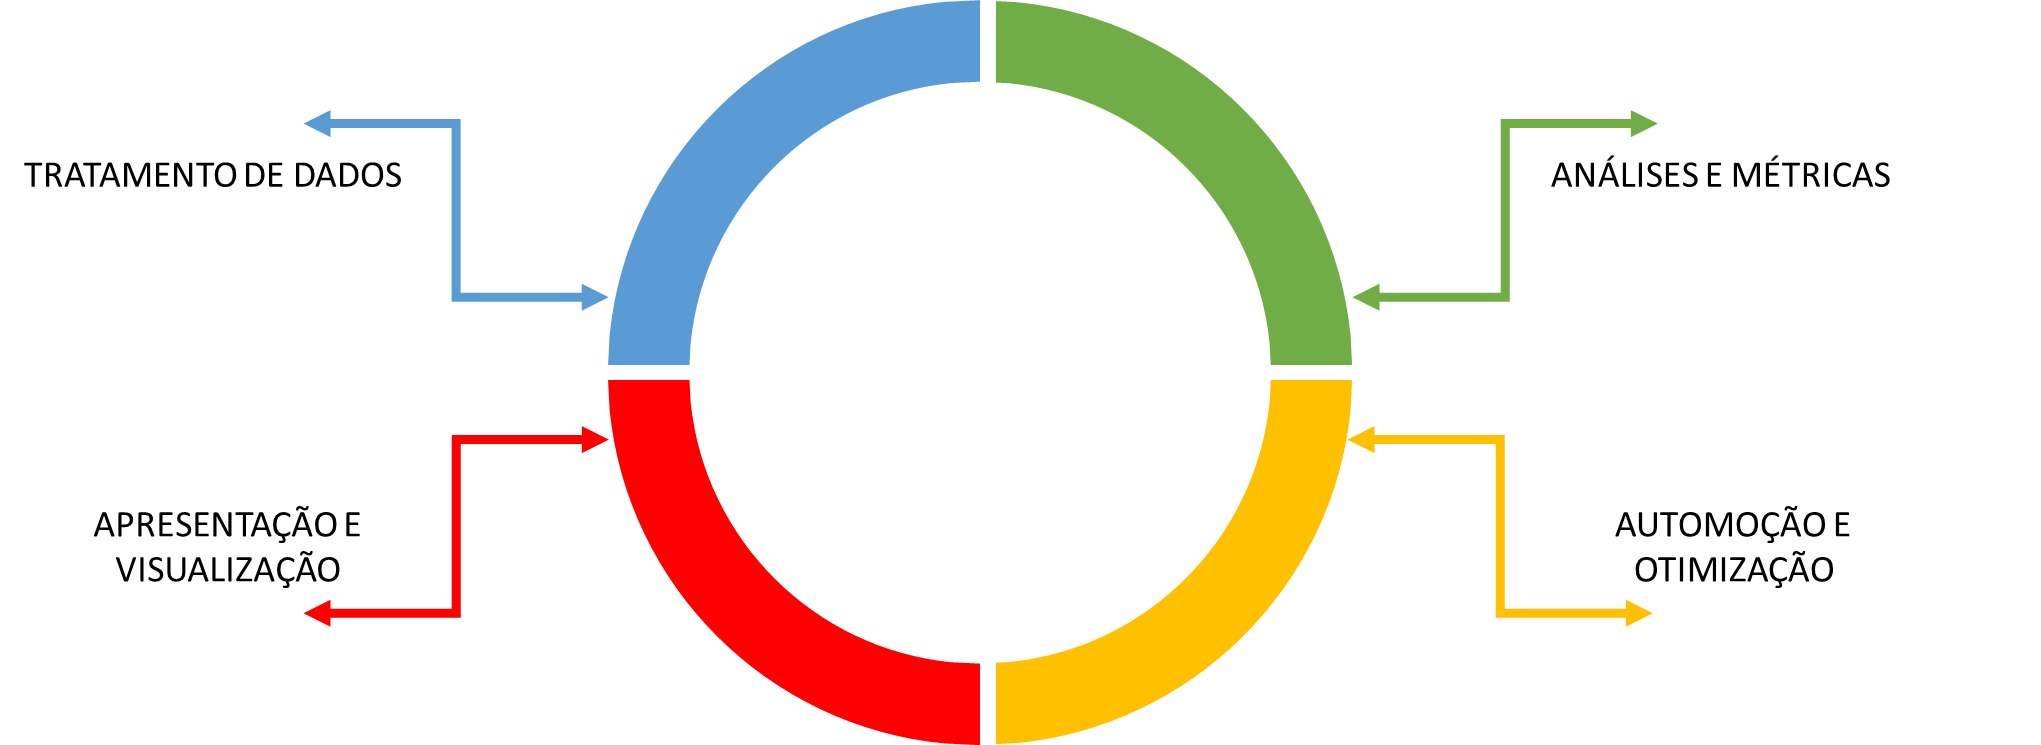 TRATAMENTO DE DADOS
ANÁLISES E MÉTRICAS
APRESENTAÇÃO E
VISUALIZAÇÃO
AUTOMOÇÃO E
OTIMIZAÇÃO